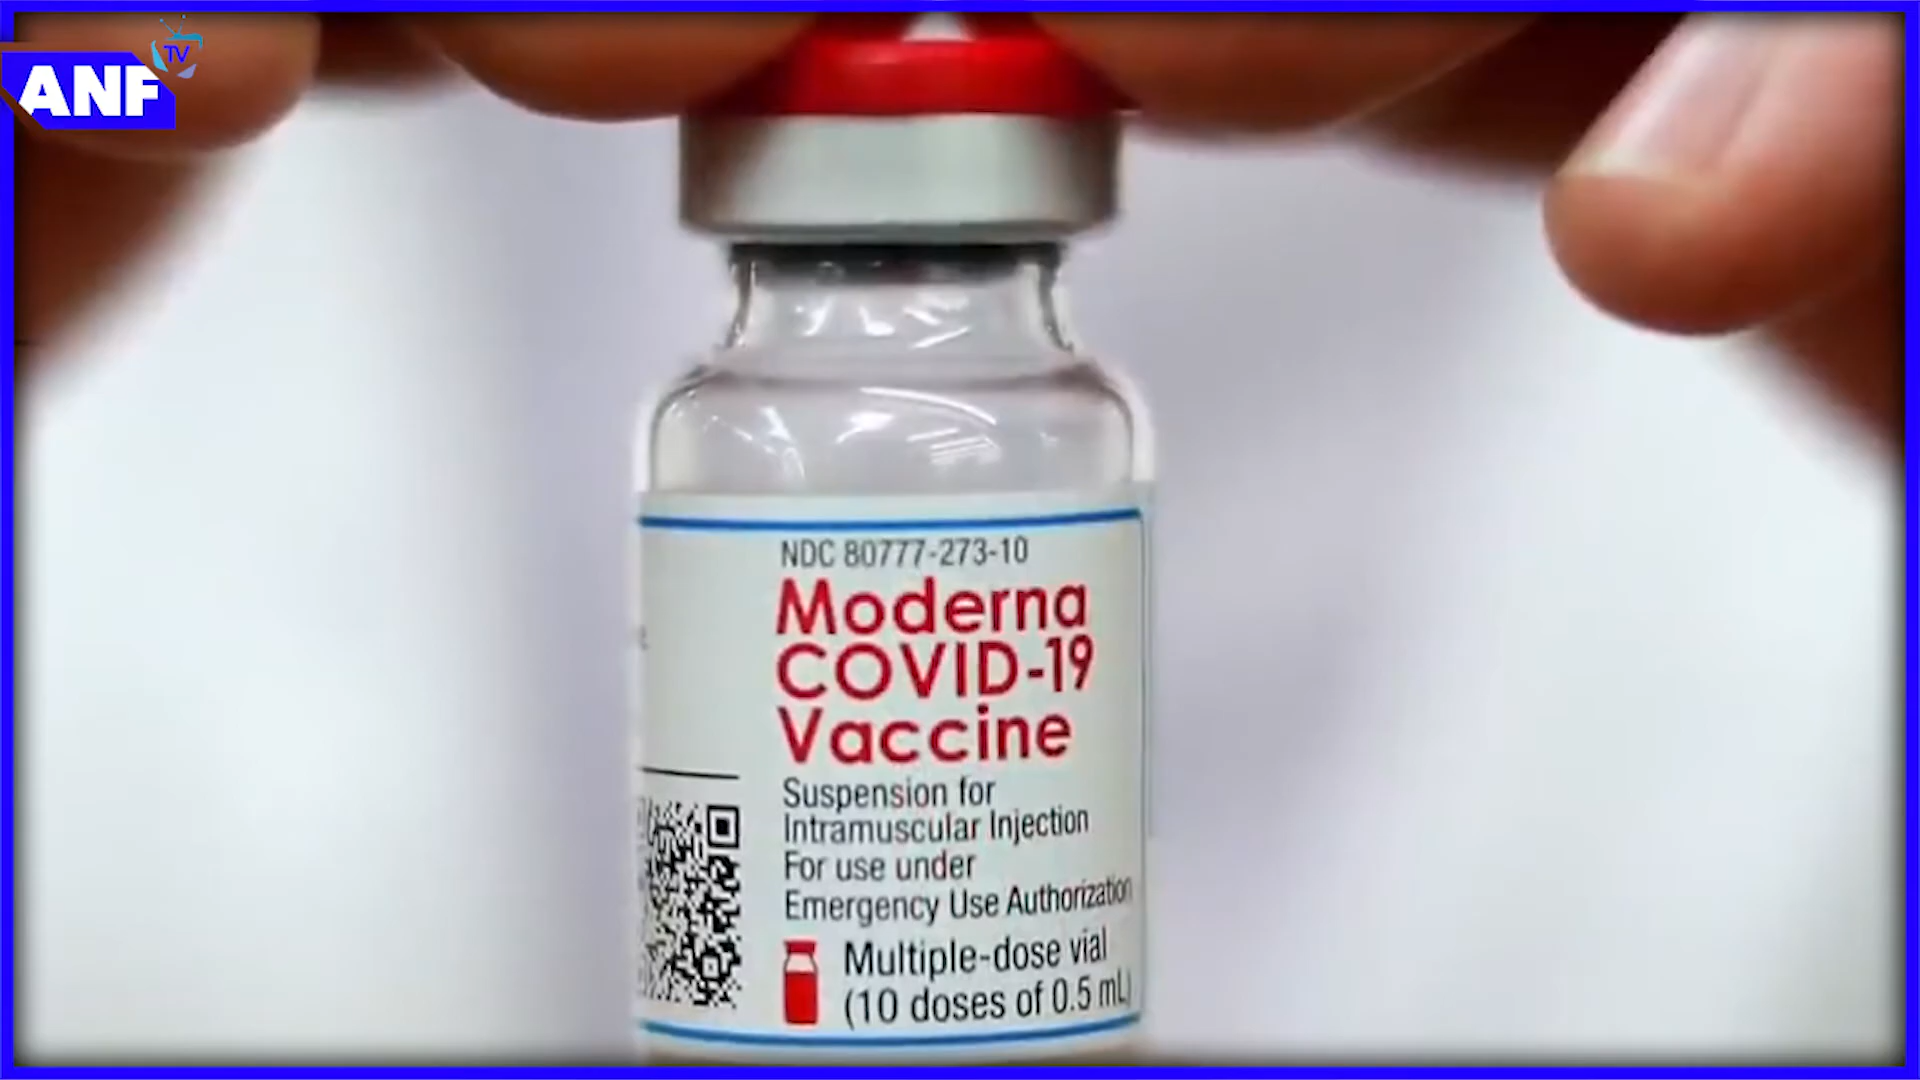 TV
ANF
NDC 80777-273-10
Moderna
COVID-19
Vaccine
Suspension for
Intramuscular Injection
For use under
Emergency Use Authorization
Multiple-dose vial
(10 doses of 0.5 mL)